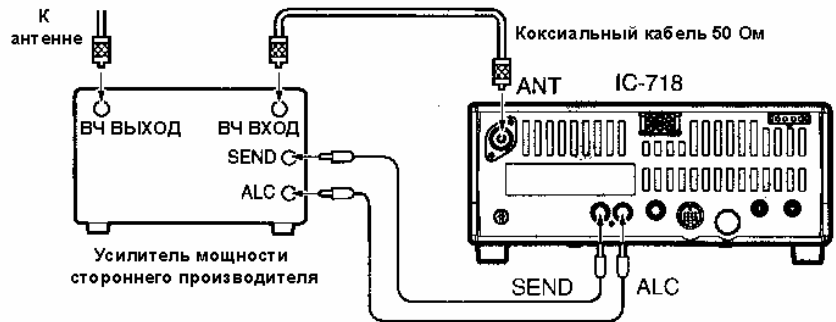 К
антенне
Коксиальный кабель 50 Ом
ANT
IC-718
ВЧ ВЫХОД
ВЧ ВХОД
SEND
ALC
Усилитель мощности
стороннего производителя
SEND
ALC